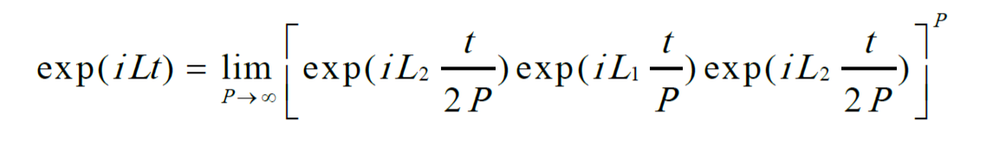 exp(iLt) = lim_{P→∞} [ exp(iL₂ t/2P) exp(iL₁ t/P) exp(iL₂ t/2P) ]^P